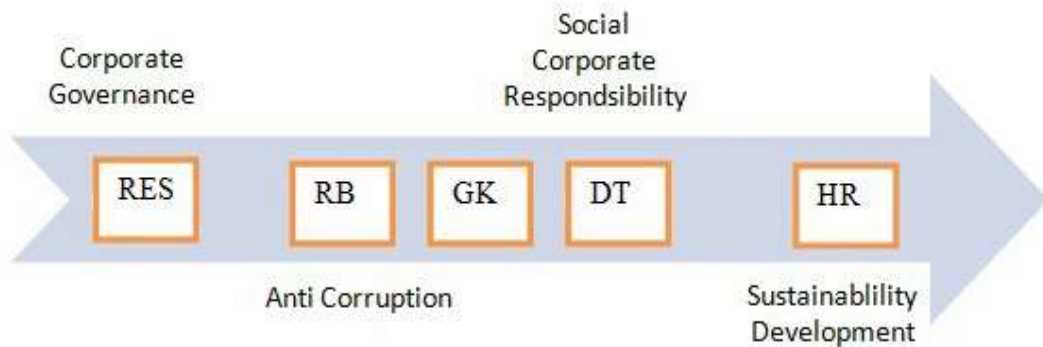 Social
Corporate
Respondsibility
Corporate
Governance
RES
RB
GK
DT
HR
Anti Corruption
Sustainablility
Development